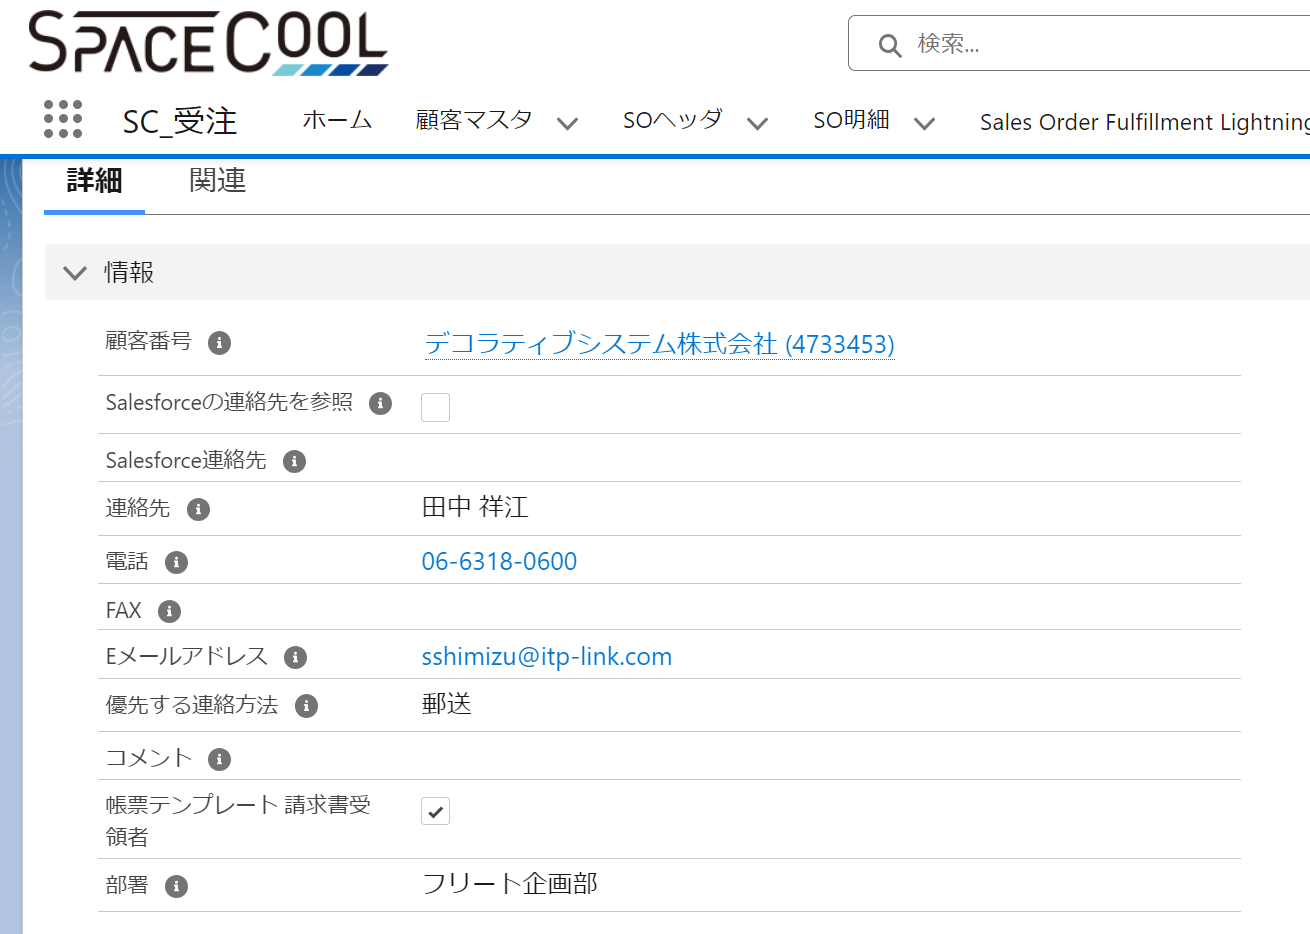 SPACECOOL
検索...
SC_受注
ホーム
顧客マスタ
SOヘッダ
SO明細
Sales Order Fulfillment Lightning
詳細
関連
情報
顧客番号
デコラティブシステム株式会社 (4733453)
Salesforceの連絡先を参照
Salesforce連絡先
連絡先
田中 祥江
電話
06-6318-0600
FAX
Eメールアドレス
sshimizu@itp-link.com
優先する連絡方法
郵送
コメント
帳票テンプレート 請求書受
領者
部署
フリート企画部